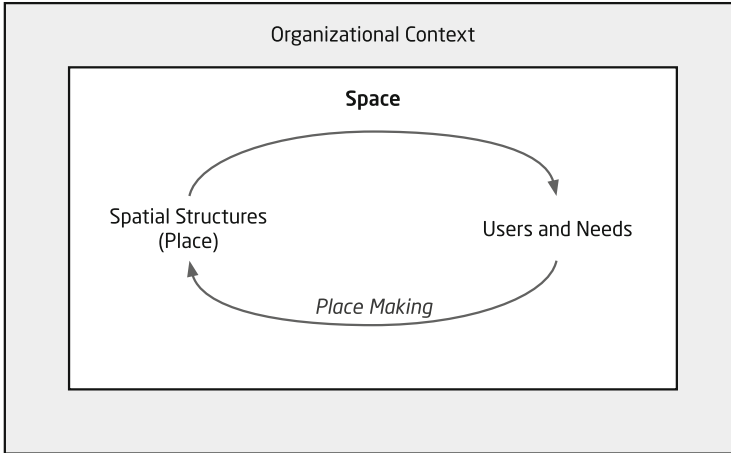 Organizational Context
Space
Spatial Structures
(Place)
Users and Needs
Place Making